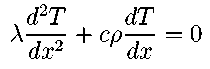 λ d²T/dx² + cρ dT/dx = 0